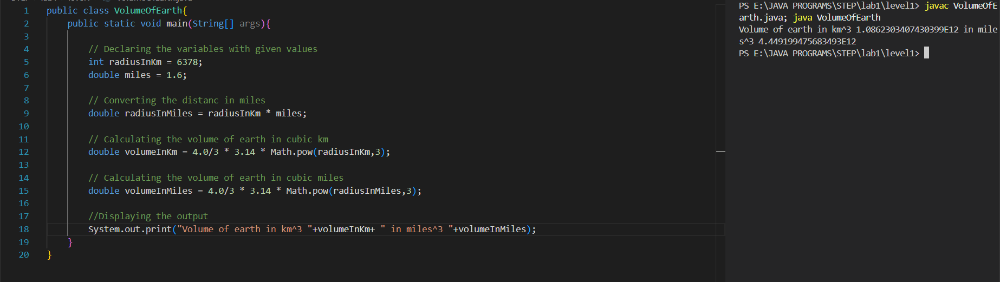 1 public class VolumeOfEarth{
2 public static void main(String[] args){
3
4 // Declaring the variables with given values
5 int radiusInKm = 6378;
6 double miles = 1.6;
7
8 // Converting the distanc in miles
9 double radiusInMiles = radiusInKm * miles;
10
11 // Calculating the volume of earth in cubic km
12 double volumeInKm = 4.0/3 * 3.14 * Math.pow(radiusInKm,3);
13
14 // Calculating the volume of earth in cubic miles
15 double volumeInMiles = 4.0/3 * 3.14 * Math.pow(radiusInMiles,3);
16
17 //Displaying the output
18 System.out.print("Volume of earth in km^3 "+volumeInKm+ " in miles^3 "+volumeInMiles);
19 }
20 }
PS E:\JAVA PROGRAMS\STEP\lab1\level1> javac VolumeOfE
arth.java; java VolumeOfEarth
Volume of earth in km^3 1.0862303407430399E12 in mile
s^3 4.449199475683493E12
PS E:\JAVA PROGRAMS\STEP\lab1\level1>